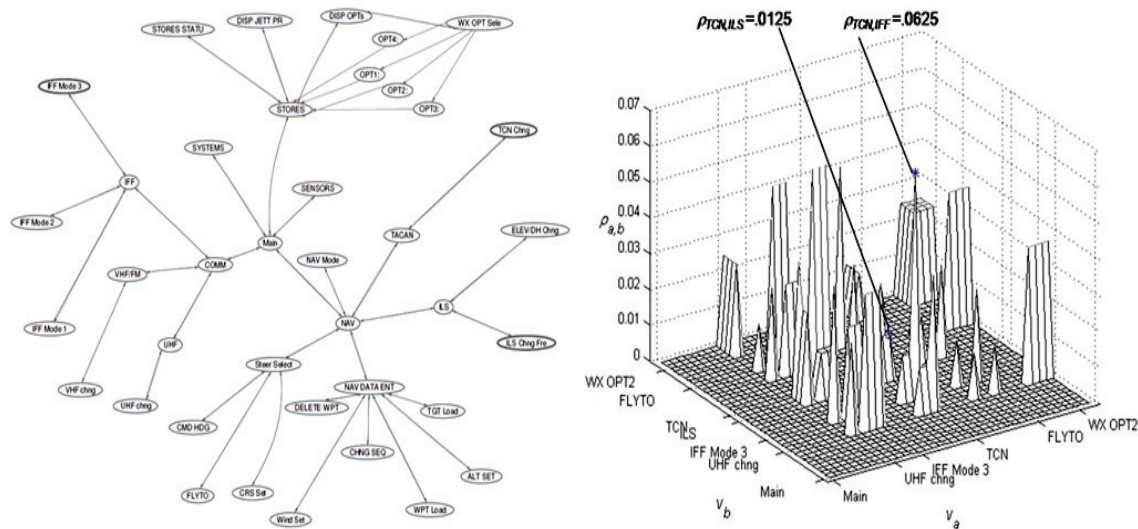 STORES STATU
DISP JETT PR
DISP OPTs
WX OPT Sele
OPT4:
OPT1:
OPT2:
OPT3:
STORES
IFF Mode 3
TCN Chng
SYSTEMS
SENSORS
IFF
IFF Mode 2
Main
TACAN
ELEV/DH Chng
COMM
NAV Mode
VHF/FM
ILS
IFF Mode 1
NAV
UHF
ILS Chng Fre
Steer Select
VHF chng
UHF chng
NAV DATA ENT
DELETE WPT
TGT Load
CMD HDG
CHNG SEQ
ALT SET
FLYTO
CRS Set
Wind Set
WPT Load
ρTCN,ILS=.0125
ρTCN,IFF=.0625
0.07
0.06
0.05
0.04
ρa,b
0.03
0.02
0.01
0
WX OPT2
FLYTO
TCN
ILS
IFF Mode 3
UHF chng
Main
Vb
Main
UHF chng
IFF Mode 3
TCN
FLYTO
WX OPT2
Va